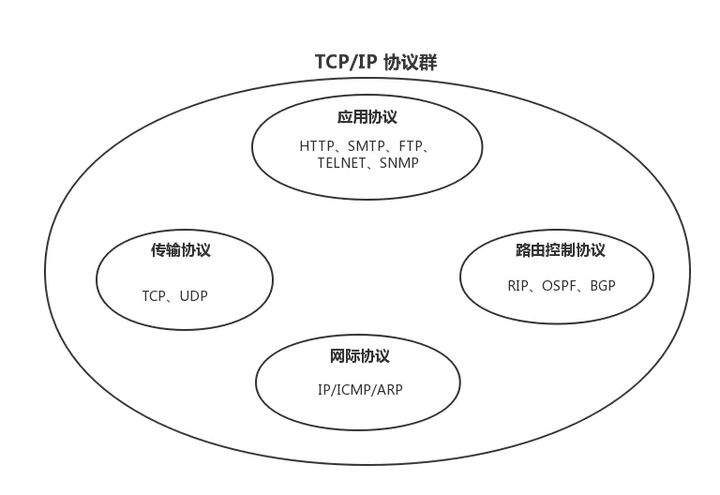 TCP/IP 协议群
应用协议
HTTP、SMTP、FTP、
TELNET、SNMP
传输协议
TCP、UDP
路由控制协议
RIP、OSPF、BGP
网际协议
IP/ICMP/ARP